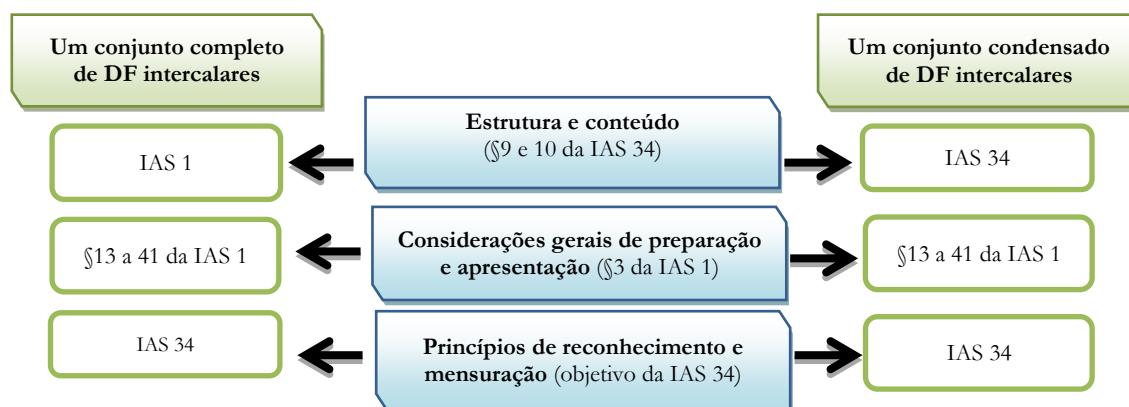 Um conjunto completo
de DF intercalares
Um conjunto condensado
de DF intercalares
Estrutura e conteúdo
(§9 e 10 da IAS 34)
IAS 1
IAS 34
Considerações gerais de preparação
e apresentação (§3 da IAS 1)
§13 a 41 da IAS 1
§13 a 41 da IAS 1
Princípios de reconhecimento e
mensuração (objetivo da IAS 34)
IAS 34
IAS 34